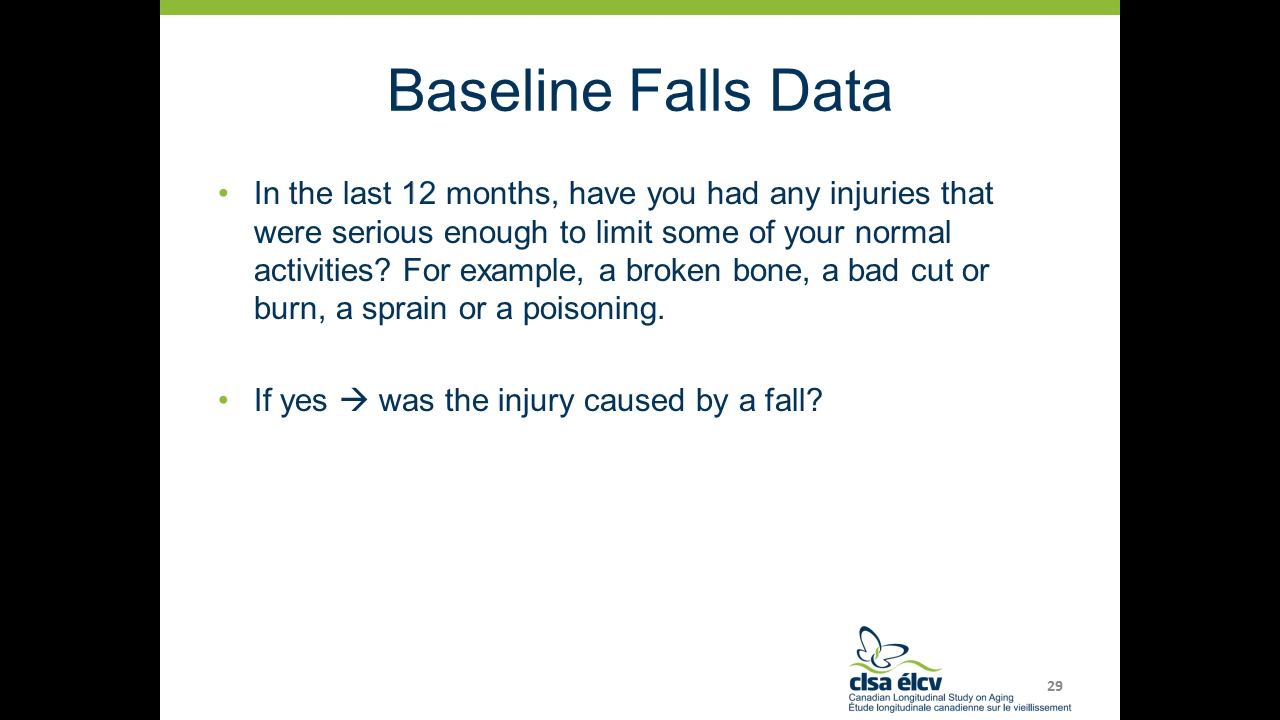 Baseline Falls Data
• In the last 12 months, have you had any injuries that
were serious enough to limit some of your normal
activities? For example, a broken bone, a bad cut or
burn, a sprain or a poisoning.
• If yes → was the injury caused by a fall?
clsa élcv
Canadian Longitudinal Study on Aging
Étude longitudinale canadienne sur le vieillissement
29